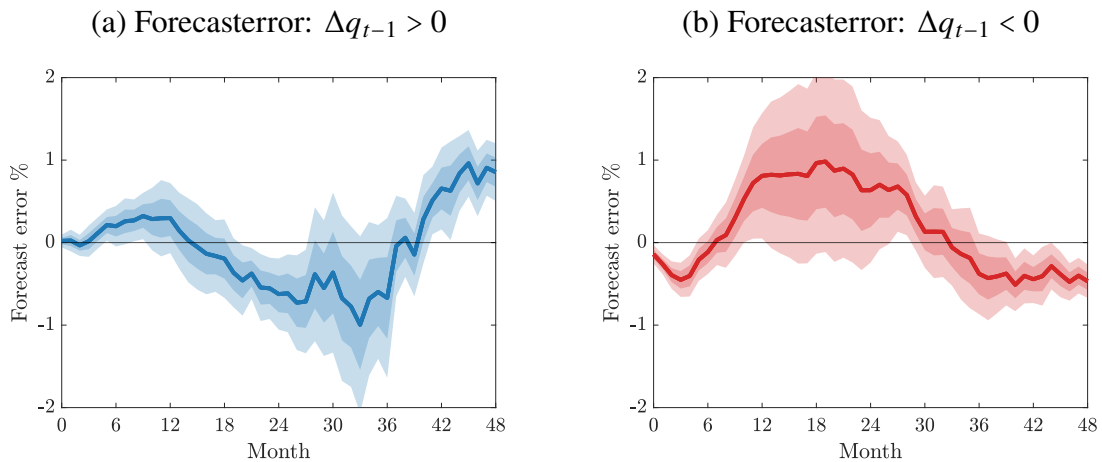 (a) Forecasterror: Δq_{t−1} > 0
2
1
0
-1
-2
Forecast error %
0 6 12 18 24 30 36 42 48
Month
(b) Forecasterror: Δq_{t−1} < 0
2
1
0
-1
-2
Forecast error %
0 6 12 18 24 30 36 42 48
Month